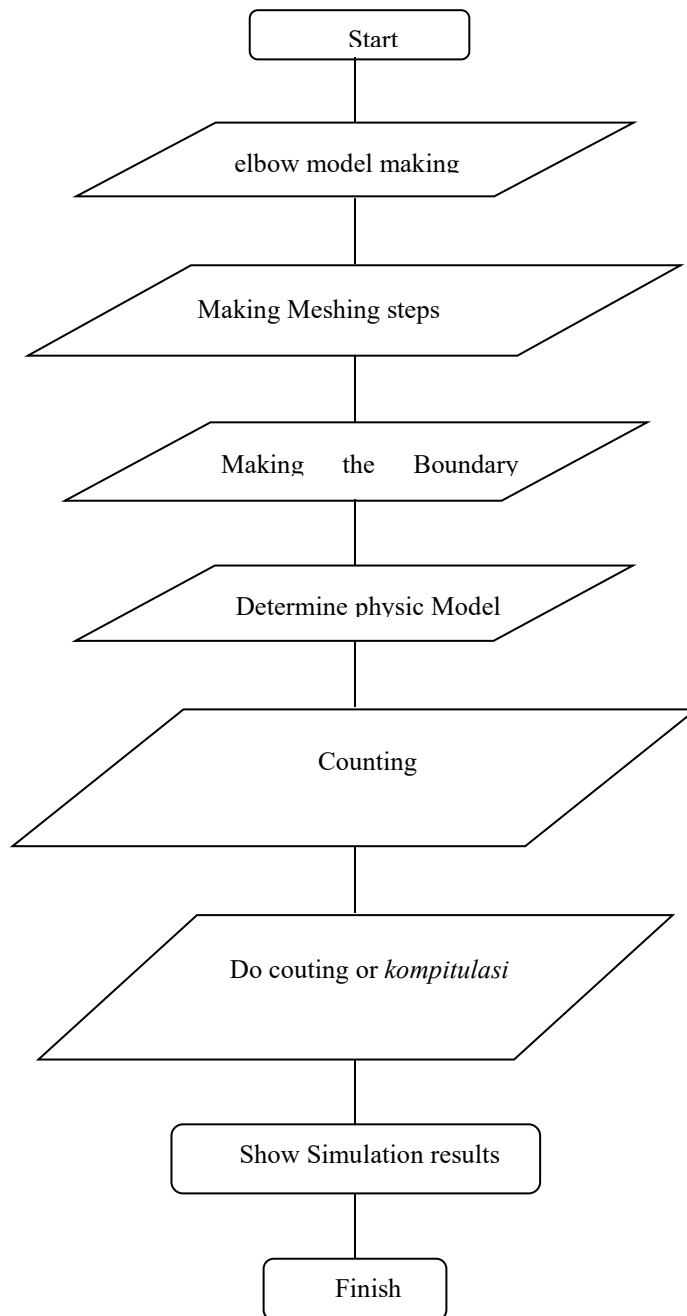 Start
elbow model making
Making Meshing steps
Making the Boundary
Determine physic Model
Counting
Do couting or kompitulasi
Show Simulation results
Finish